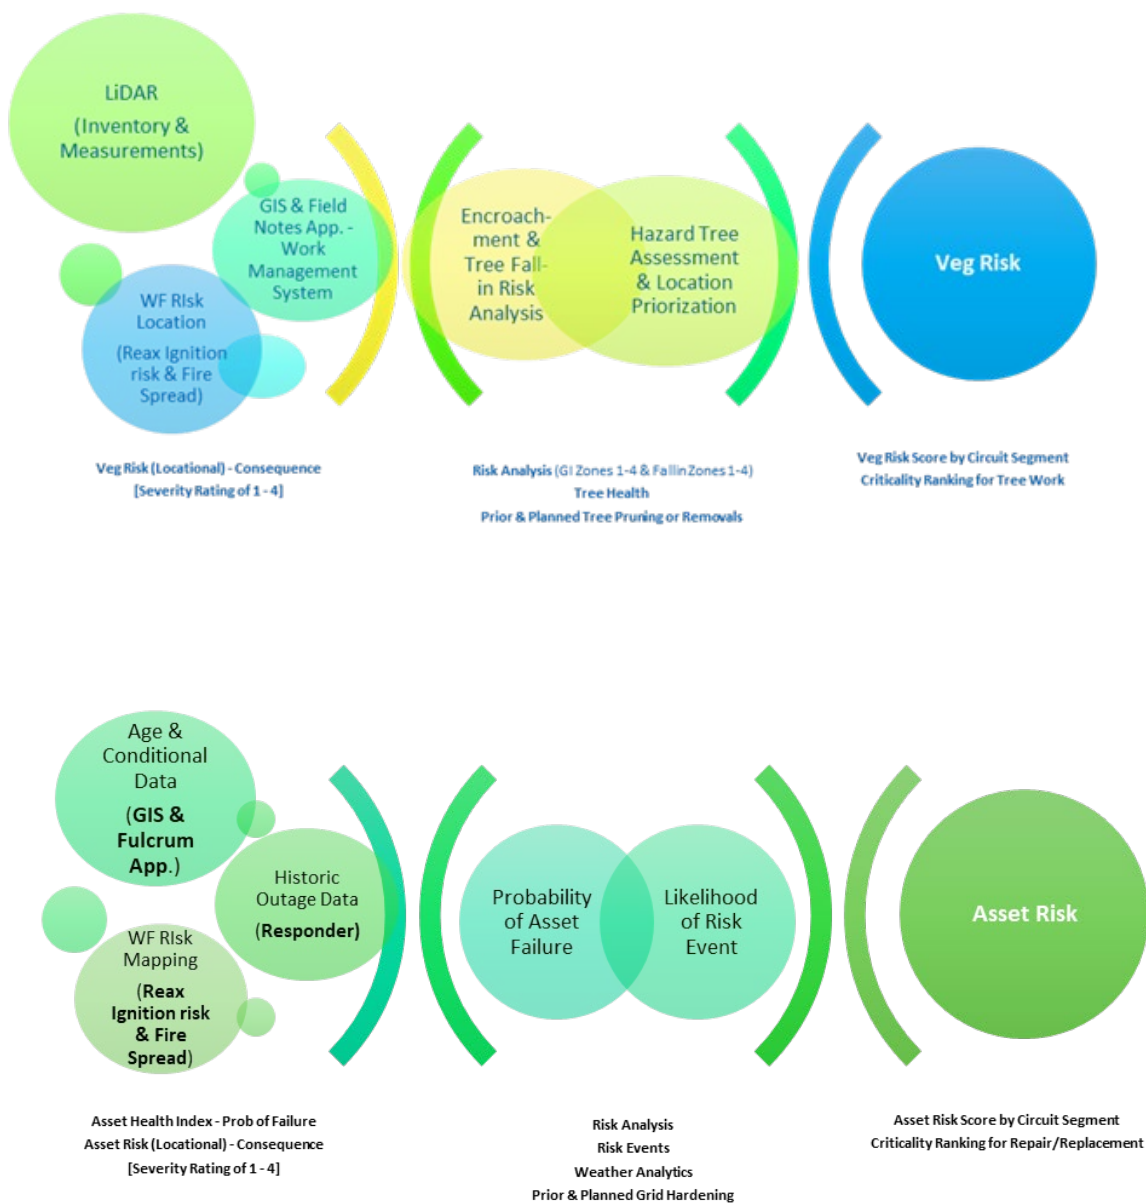 LiDAR
(Inventory &
Measurements)
GIS & Field
Notes App. -
Work
Management
System
WF RIsk
Location
(Reax Ignition
risk & Fire
Spread)
Encroach-
ment &
Tree Fall-
in Risk
Analysis
Hazard Tree
Assessment
& Location
Priorization
Veg Risk
Veg Risk (Locational) - Consequence
[Severity Rating of 1 - 4]
Risk Analysis (GI Zones 1-4 & Fallin Zones 1-4)
Tree Health
Prior & Planned Tree Pruning or Removals
Veg Risk Score by Circuit Segment
Criticality Ranking for Tree Work
Age &
Conditional
Data
(GIS &
Fulcrum
App.)
Historic
Outage Data
(Responder)
WF RIsk
Mapping
(Reax
Ignition risk
& Fire
Spread)
Probability
of Asset
Failure
Likelihood
of Risk
Event
Asset Risk
Asset Health Index - Prob of Failure
Asset Risk (Locational) - Consequence
[Severity Rating of 1 - 4]
Risk Analysis
Risk Events
Weather Analytics
Prior & Planned Grid Hardening
Asset Risk Score by Circuit Segment
Criticality Ranking for Repair/Replacement